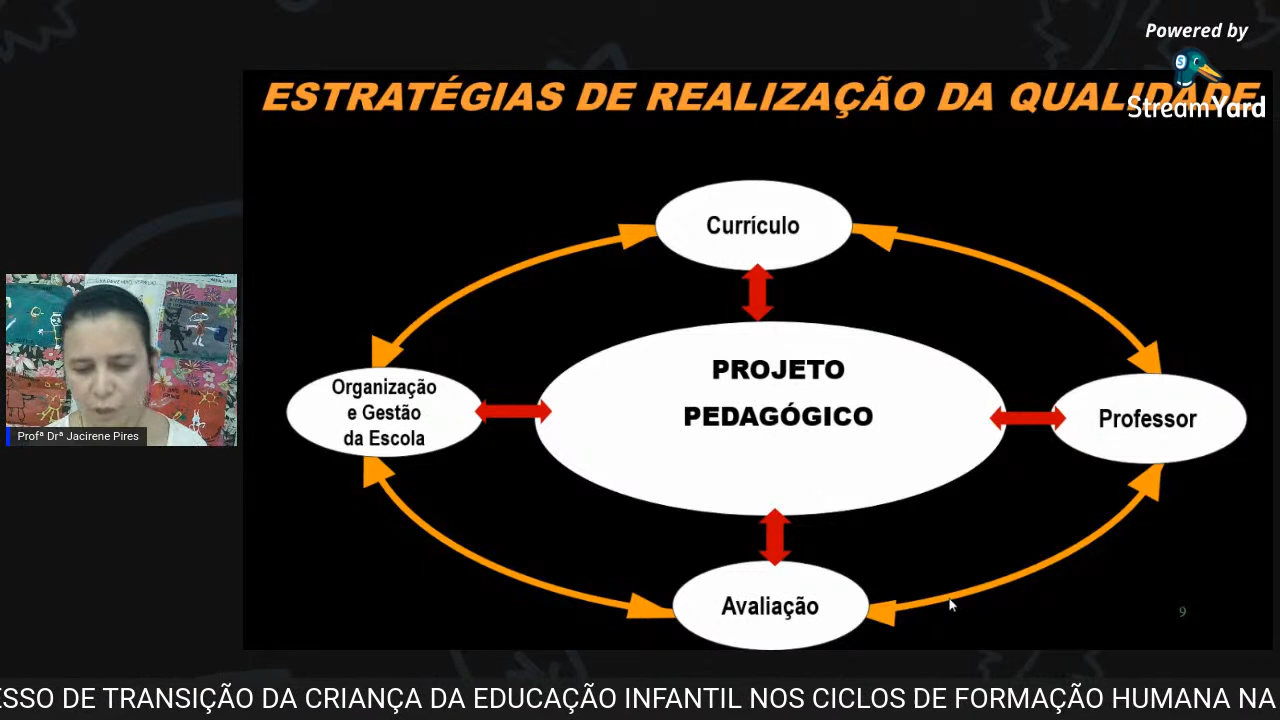 Powered by
StreamYard
ESTRATÉGIAS DE REALIZAÇÃO DA QUALIDADE
Currículo
Organização
e Gestão
da Escola
PROJETO
PEDAGÓGICO
Professor
Avaliação
9
Profª Drª Jacirene Pires
DE TRANSIÇÃO DA CRIANÇA DA EDUCAÇÃO INFANTIL NOS CICLOS DE FORMAÇÃO HUMANA NA